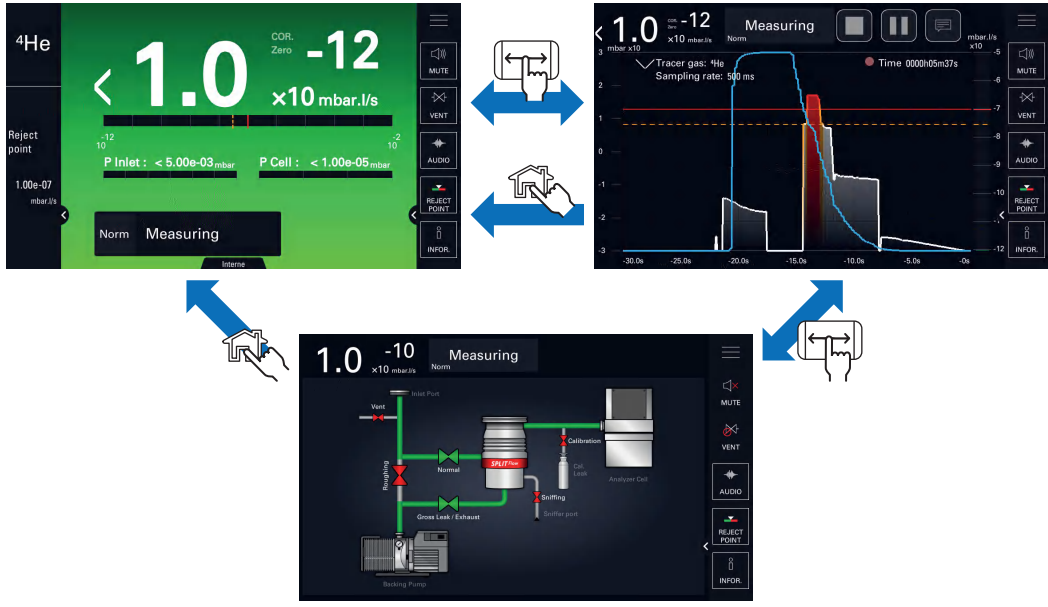 ⁴He
COR.
Zero
< 1.0 -12
×10 mbar.l/s
-12
10
-2
10
P Inlet : < 5.00e-03 mbar
P Cell : < 1.00e-05 mbar
Reject
point
1.00e-07
mbar.l/s
Norm Measuring
Interne
MUTE
VENT
AUDIO
REJECT
POINT
INFOR.
< 1.0 COR. -12
Zero ×10 mbar.l/s
Norm Measuring
mbar x10
mbar.l/s
x10
Tracer gas: ⁴He
Sampling rate: 500 ms
Time 0000h05m37s
3
2
1
0
-1
-2
-3
-5
-6
-7
-8
-9
-10
-12
-30.0s -25.0s -20.0s -15.0s -10.0s -5.0s -0s
MUTE
VENT
AUDIO
REJECT
POINT
INFOR.
1.0 -10
×10 mbar.l/s
Norm Measuring
Inlet Port
Vent
Roughing
Normal
SPLIT Flow
Calibration
Cal.
Leak
Analyzer Cell
Sniffing
Sniffer port
Gross Leak / Exhaust
Backing Pump
MUTE
VENT
AUDIO
REJECT
POINT
INFOR.